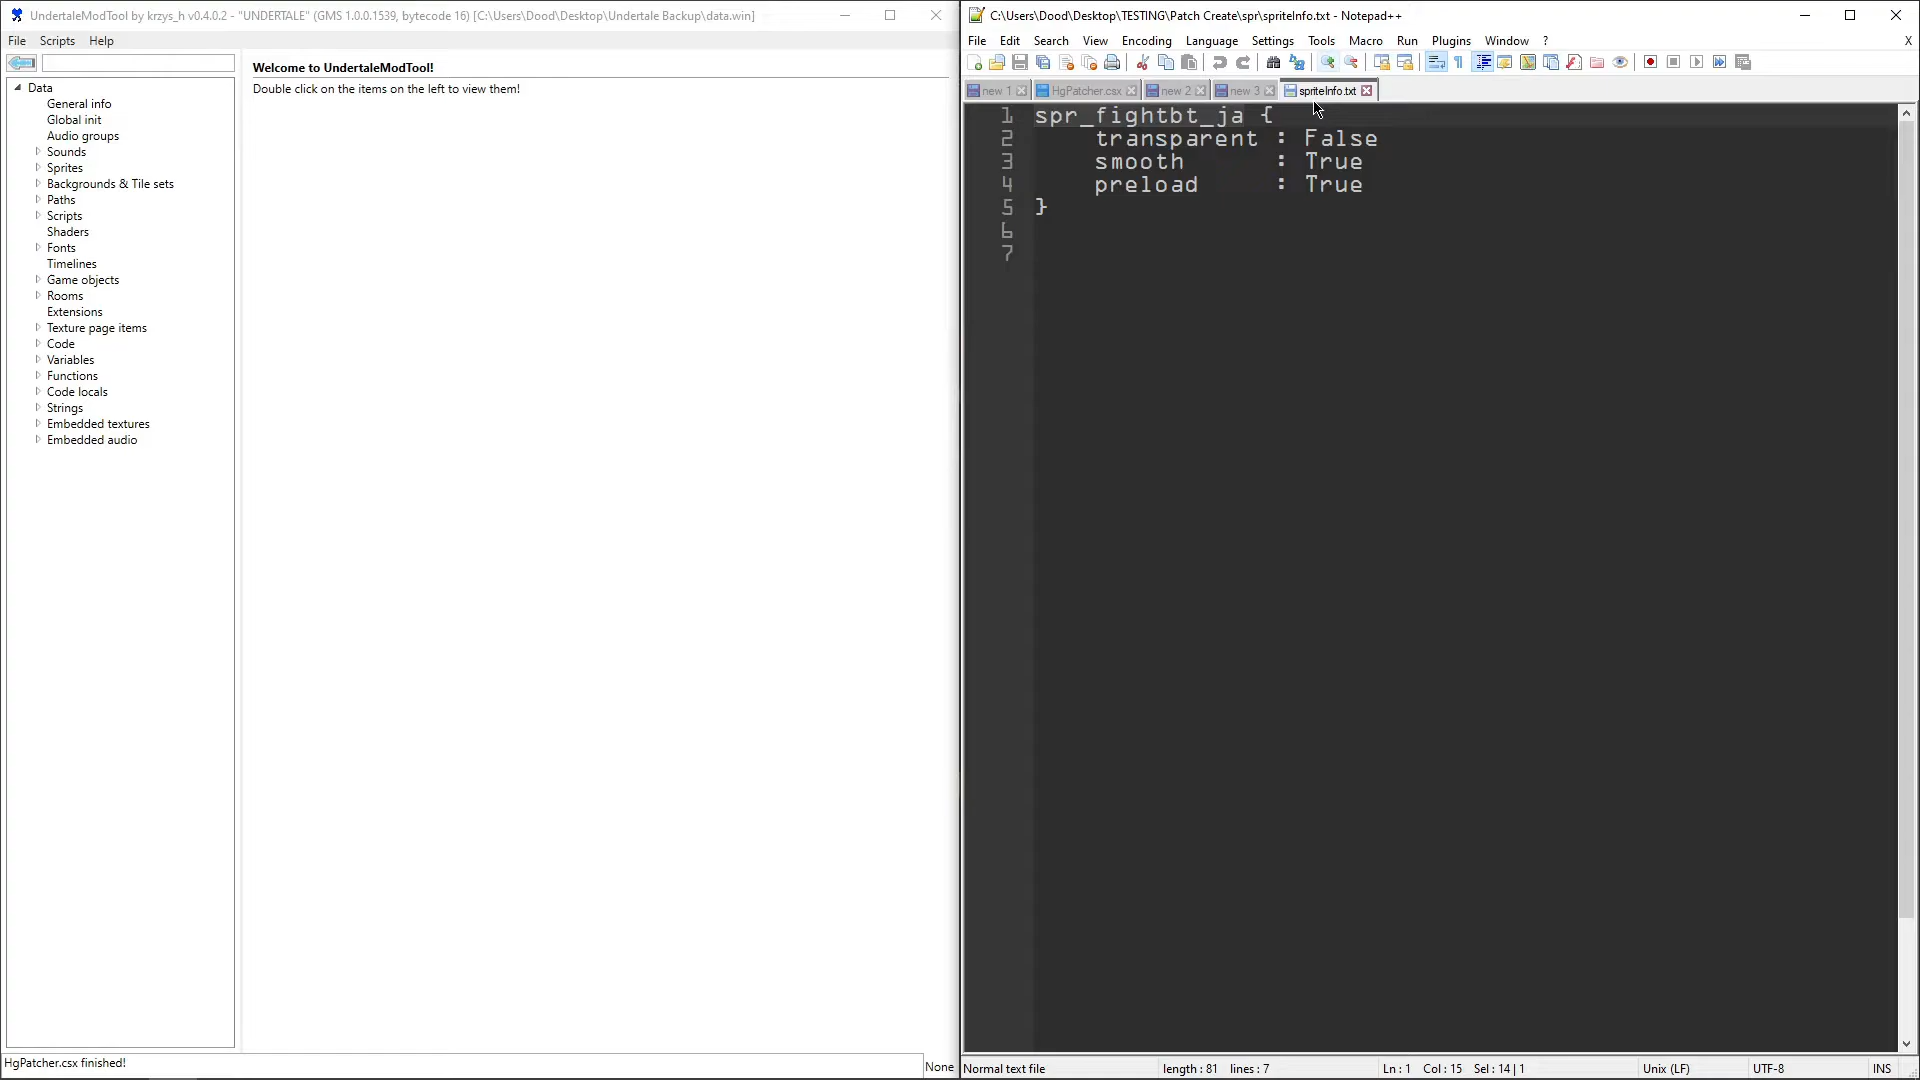 UndertaleModTool by krzys_h v0.4.0.2 - "UNDERTALE" (GMS 1.0.0.1539, bytecode 16) [C:\Users\Dood\Desktop\Undertale Backup\data.win]
File Scripts Help
Data
General info
Global init
Audio groups
Sounds
Sprites
Backgrounds & Tile sets
Paths
Scripts
Shaders
Fonts
Timelines
Game objects
Rooms
Extensions
Texture page items
Code
Variables
Functions
Code locals
Strings
Embedded textures
Embedded audio
Welcome to UndertaleModTool!
Double click on the items on the left to view them!
HgPatcher.csx finished!
None
C:\Users\Dood\Desktop\TESTING\Patch Create\spr\spriteInfo.txt - Notepad++
File Edit Search View Encoding Language Settings Tools Macro Run Plugins Window ? X
new 1 HgPatcher.csx new 2 new 3 spriteInfo.txt
1 spr_fightbt_ja {
2 transparent : False
3 smooth : True
4 preload : True
5 }
6
7
Normal text file length : 81 lines : 7 Ln : 1 Col : 15 Sel : 14 | 1 Unix (LF) UTF-8 INS